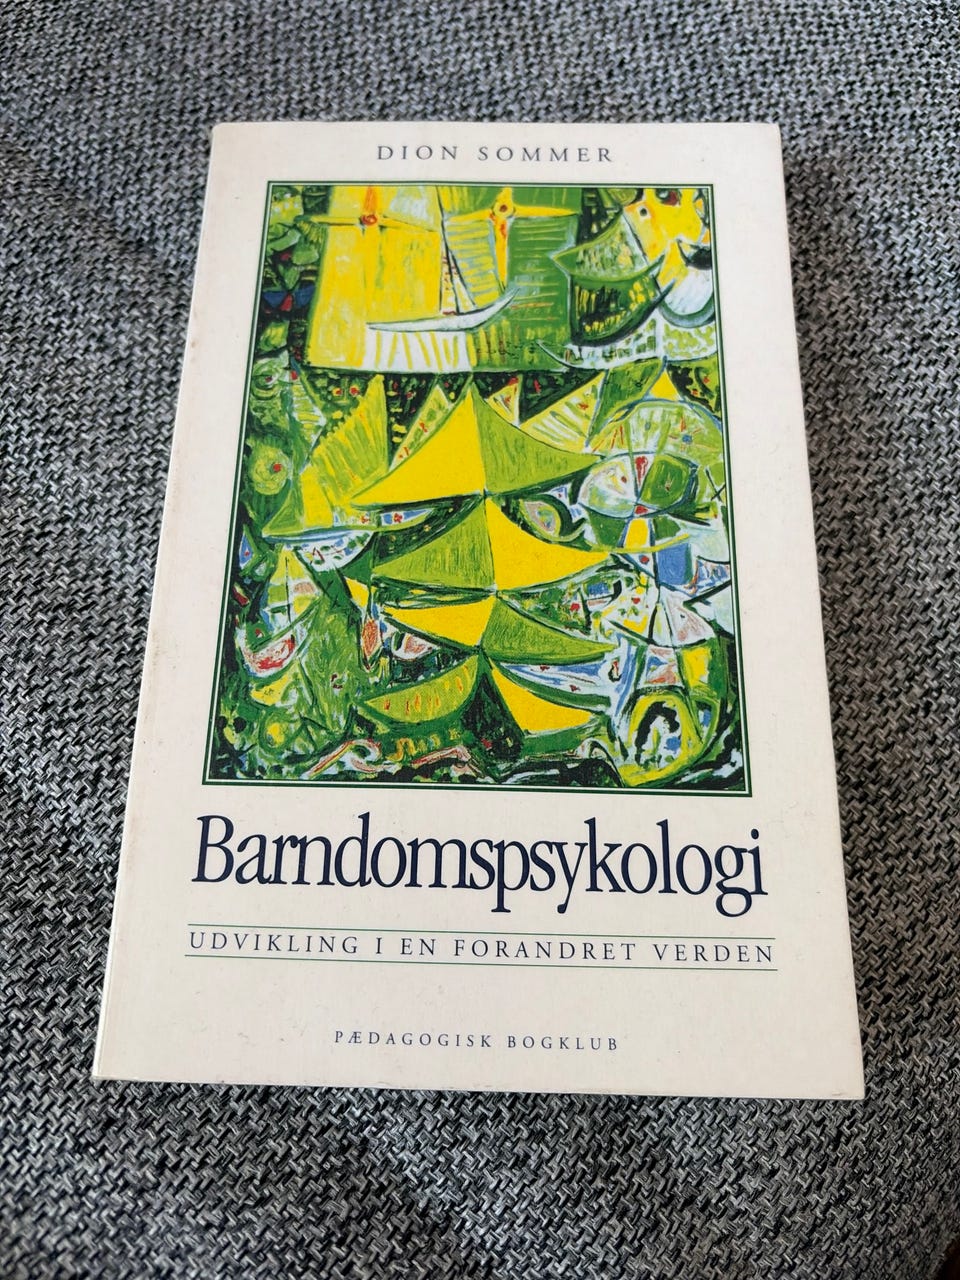 DION SOMMER
Barndomspsykologi
UDVIKLING I EN FORANDRET VERDEN
PÆDAGOGISK BOGKLUB